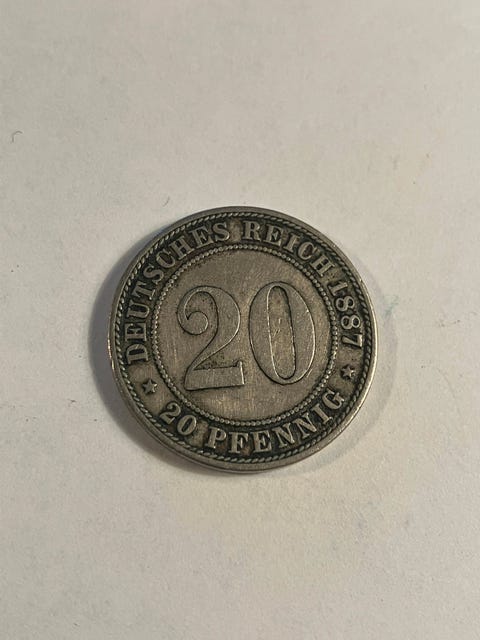 DEUTSCHES REICH 1887
20
★ 20 PFENNIG ★